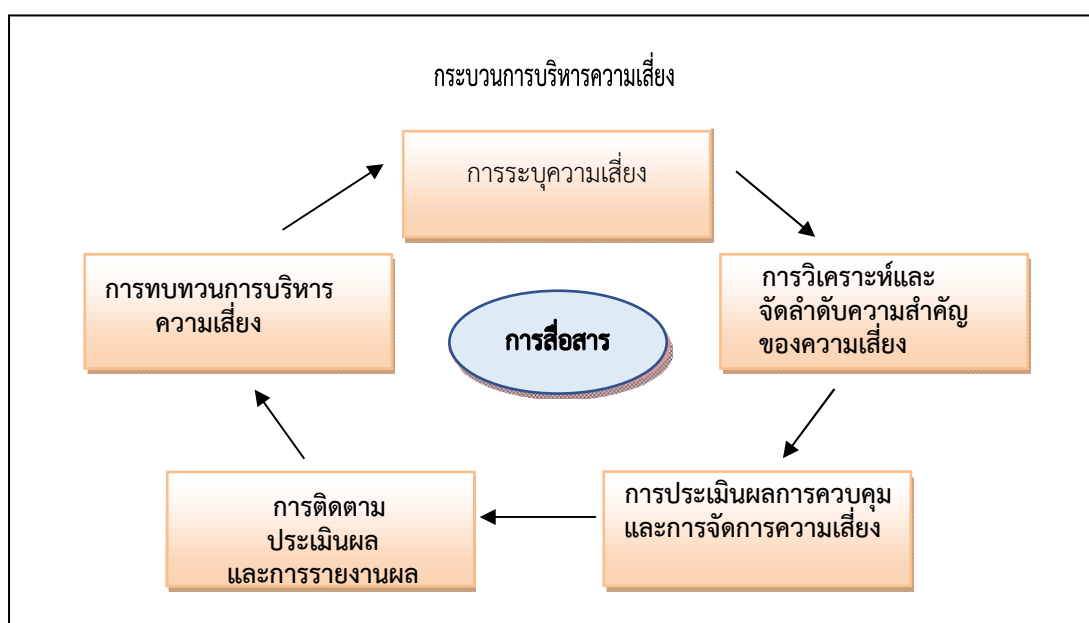 กระบวนการบริหารความเสี่ยง
การระบุความเสี่ยง
การวิเคราะห์และ
จัดลำดับความสำคัญ
ของความเสี่ยง
การประเมินผลการควบคุม
และการจัดการความเสี่ยง
การติดตาม
ประเมินผล
และการรายงานผล
การทบทวนการบริหาร
ความเสี่ยง
การสื่อสาร